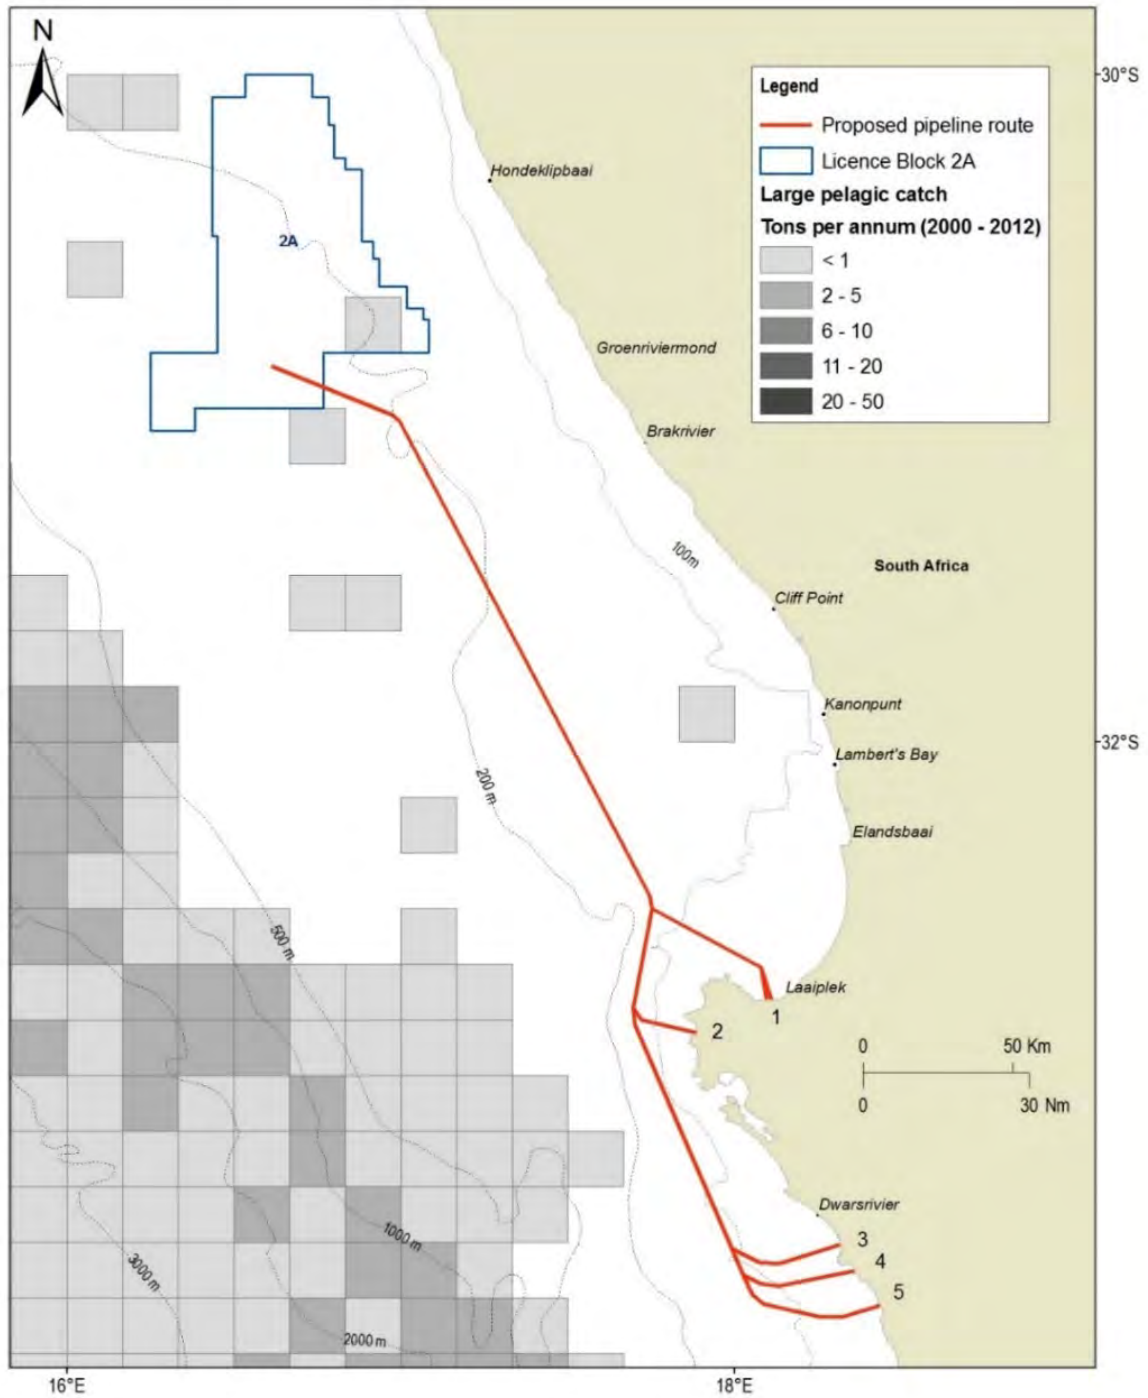 N
30°S
Legend
Proposed pipeline route
Licence Block 2A
Large pelagic catch
Tons per annum (2000 - 2012)
< 1
2 - 5
6 - 10
11 - 20
20 - 50
Hondeklipbaai
2A
Groenriviermond
Brakrivier
100m
South Africa
Cliff Point
Kanonpunt
32°S
Lambert's Bay
200 m
Elandsbaai
500 m
Laaiplek
1
2
0 50 Km
0 30 Nm
Dwarsrivier
3
4
5
1000 m
3000 m
2000 m
16°E
18°E